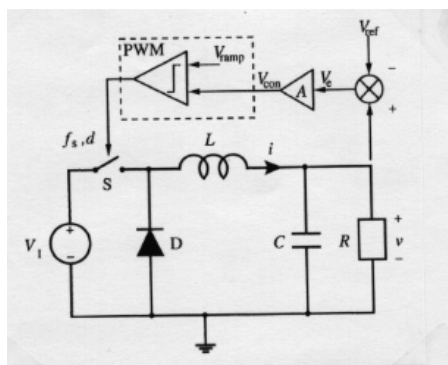 PWM
V_ramp
V_ref
−
V_con
A
V_e
+
f_s,d
S
L
i
V_1
+
−
D
C
R
+
v
−